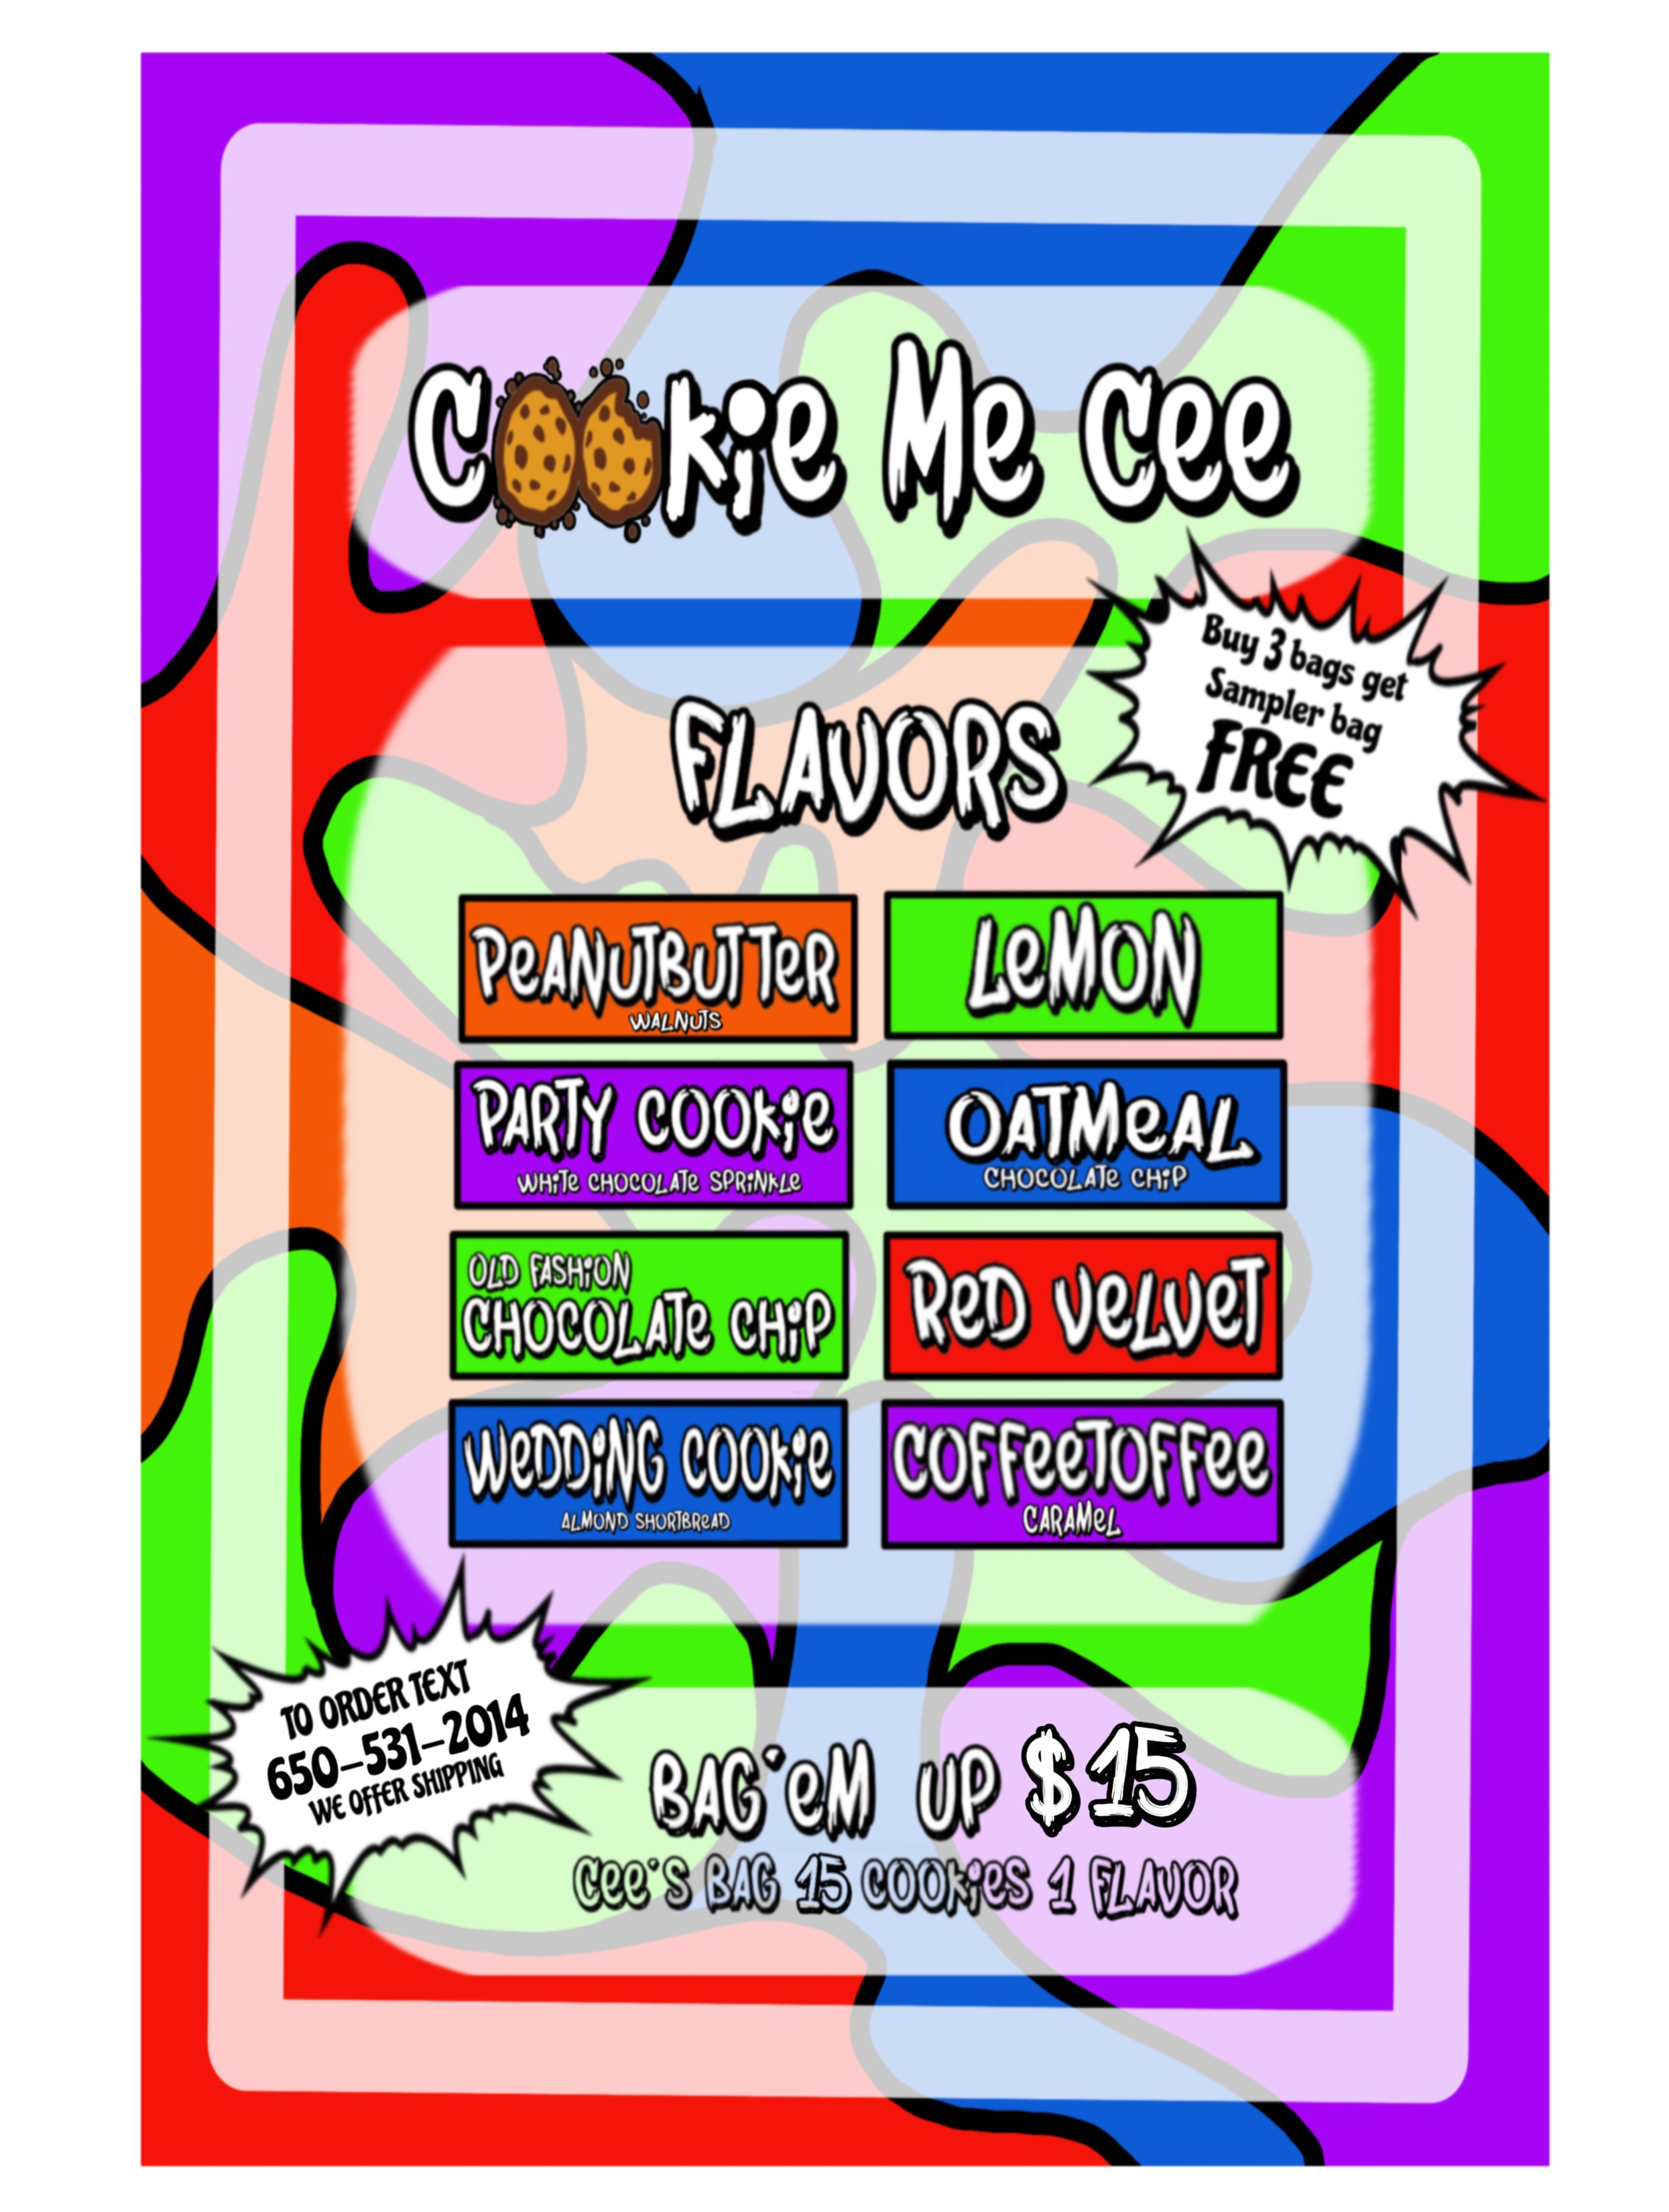 Cookie Me Cee
Buy 3 bags get
Sampler bag
FREE
FLAVORS
PeANUTBUTTeR
WALNUTS
LeMON
PARTY COOKie
WHiTe CHOCOLATe SPRiNKLe
OATMeAL
CHOCOLATe CHiP
OLD FASHiON
CHOCOLATe CHiP
ReD VeLVeT
WeDDiNG COOKie
ALMOND SHORTBReAD
COFFeeTOFFee
CARAMeL
TO ORDER TEXT
650-531-2014
WE OFFER SHIPPING
BAG'eM UP $15
Cee'S BAG 15 COOKieS 1 FLAVOR